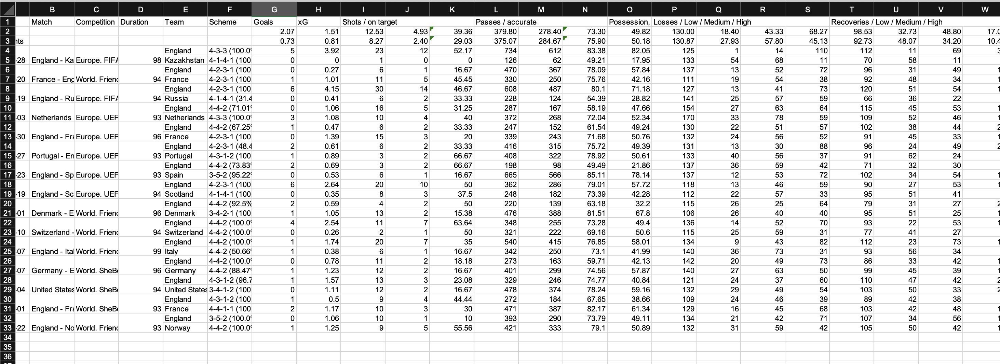 B C D E F G H I J K L M N O P Q R S T U V W
1 Match Competition Duration Team Scheme Goals xG Shots / on target Passes / accurate Possession, Losses / Low / Medium / High Recoveries / Low / Medium / High
2 2.07 1.51 12.53 4.93 39.36 379.80 278.40 73.30 49.82 130.00 18.40 43.33 68.27 98.53 32.73 48.80 17.0
3 nts 0.73 0.81 8.27 2.40 29.03 375.07 284.67 75.90 50.18 130.87 27.93 57.80 45.13 92.73 48.07 34.20 10.4
4 England 4-3-3 (100.0% 5 3.92 23 12 52.17 734 612 83.38 82.05 125 1 14 110 112 11 69 3
5 -28 England - Ka Europe. FIFA 98 Kazakhstan 4-1-4-1 (100 0 0 1 0 0 126 62 49.21 17.95 133 54 68 11 70 58 11
6 England 4-2-3-1 (100 0 0.27 6 1 16.67 470 367 78.09 57.84 137 13 52 72 96 31 49 1
7 -20 France - Eng World. Friend 94 France 4-2-3-1 (100 1 1.01 11 5 45.45 330 250 75.76 42.16 111 19 54 38 92 48 34 1
8 England 4-2-3-1 (100 6 4.15 30 14 46.67 608 487 80.1 71.18 127 13 41 73 120 51 54 1
9 -19 England - Ru Europe. FIFA 94 Russia 4-1-4-1 (31.4 0 0.41 6 2 33.33 228 124 54.39 28.82 141 25 57 59 66 36 22
10 England 4-4-2 (71.01% 0 1.06 16 5 31.25 287 167 58.19 47.66 154 27 63 64 115 45 53 1
11 -03 Netherlands Europe. UEF 93 Netherlands 4-3-3 (100.0% 3 1.08 10 4 40 372 268 72.04 52.34 170 33 78 59 109 52 46 1
12 England 4-4-2 (67.25% 1 0.47 6 2 33.33 247 152 61.54 49.24 130 22 51 57 102 38 44 2
13 -30 England - Fra Europe. UEF 96 France 4-2-3-1 (100 0 1.39 15 3 20 339 243 71.68 50.76 132 24 56 52 91 45 33 1
14 England 4-2-3-1 (48.4 2 0.61 6 2 33.33 416 315 75.72 49.39 131 13 30 88 96 24 49 2
15 -27 Portugal - En Europe. UEF 93 Portugal 4-3-1-2 (100 1 0.89 3 2 66.67 408 322 78.92 50.61 133 40 56 37 91 62 24
16 England 4-4-2 (73.83% 2 0.69 3 2 66.67 198 98 49.49 21.86 137 36 59 42 71 32 30
17 -23 England - Sp Europe. UEF 93 Spain 3-5-2 (95.22% 0 0.53 6 1 16.67 665 566 85.11 78.14 137 12 53 72 102 34 54 1
18 England 4-2-3-1 (100 6 2.64 20 10 50 362 286 79.01 57.72 118 13 46 59 90 27 53 1
19 -19 England - Sc Europe. UEF 94 Scotland 4-1-4-1 (100 0 0.35 8 3 37.5 248 182 73.39 42.28 112 22 57 33 95 51 41
20 England 4-4-2 (92.5% 2 0.59 4 2 50 220 139 63.18 32.2 115 26 25 64 79 31 27 2
21 -01 Denmark - E World. Friend 96 Denmark 3-4-2-1 (100 1 1.05 13 2 15.38 476 388 81.51 67.8 106 26 40 40 95 51 25 1
22 England 4-4-2 (100.0% 4 2.54 11 7 63.64 348 255 73.28 49.4 136 14 52 70 93 22 53 1
23 -10 Switzerland - World. Friend 94 Switzerland 4-4-2 (100.0% 0 0.26 2 1 50 321 222 69.16 50.6 115 25 59 31 77 41 27
24 England 4-4-2 (100.0% 1 1.74 20 7 35 540 415 76.85 58.01 134 9 43 82 112 23 73 1
25 -07 England - Ital World. Friend 99 Italy 4-4-2 (50.66% 1 0.38 6 1 16.67 342 250 73.1 41.99 140 36 73 31 93 56 34
26 England 4-4-2 (100.0% 0 0.78 11 2 18.18 273 163 59.71 42.13 142 20 49 73 86 33 42 1
27 -07 Germany - E World. SheBe 96 Germany 4-4-2 (88.47% 1 1.23 12 2 16.67 401 299 74.56 57.87 140 27 63 50 99 45 39 1
28 England 4-3-1-2 (96.7 1 1.57 13 3 23.08 329 246 74.77 40.84 121 24 37 60 110 47 42 2
29 -04 United States World. SheBe 94 United States 3-4-1-2 (100 0 1.11 12 2 16.67 478 374 78.24 59.16 132 29 49 54 103 50 33 2
30 England 4-3-1-2 (100 1 0.5 9 4 44.44 272 184 67.65 38.66 109 24 46 39 89 42 38
31 -01 England - Fra World. SheBe 93 France 4-4-1-1 (100 2 1.17 10 3 30 471 387 82.17 61.34 129 16 45 68 103 42 48 1
32 England 3-5-2 (100.0% 0 1.06 10 1 10 393 290 73.79 49.11 134 21 42 71 107 34 56 1
33 -22 England - No World. Friend 93 Norway 4-4-2 (100.0% 1 1.25 9 5 55.56 421 333 79.1 50.89 132 31 59 42 105 50 42 1
34
35
36